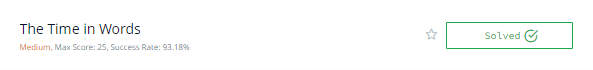 The Time in Words
Solved
Medium, Max Score: 25, Success Rate: 93.18%